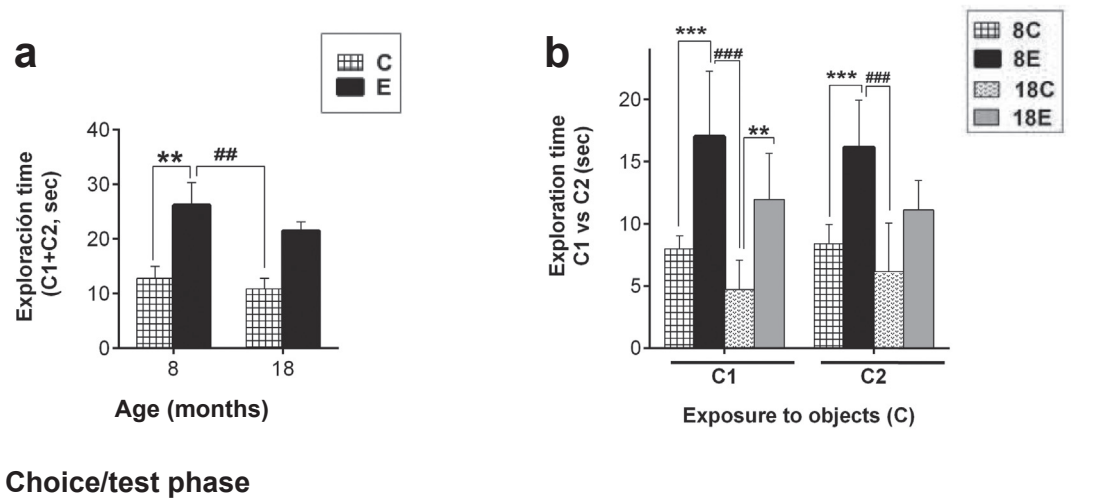 a
C
E
Exploración time
(C1+C2, sec)
40
30
20
10
0
**
##
8
18
Age (months)
b
8C
8E
18C
18E
Exploration time
C1 vs C2 (sec)
20
15
10
5
0
***
###
**
***
###
C1
C2
Exposure to objects (C)
Choice/test phase